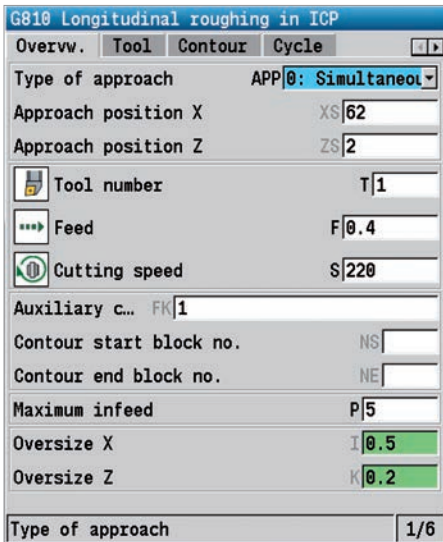 G810 Longitudinal roughing in ICP
Overvw. Tool Contour Cycle
Type of approach APP 0: Simultaneou
Approach position X XS 62
Approach position Z ZS 2
Tool number T 1
Feed F 0.4
Cutting speed S 220
Auxiliary c… FK 1
Contour start block no. NS
Contour end block no. NE
Maximum infeed P 5
Oversize X I 0.5
Oversize Z K 0.2
Type of approach 1/6